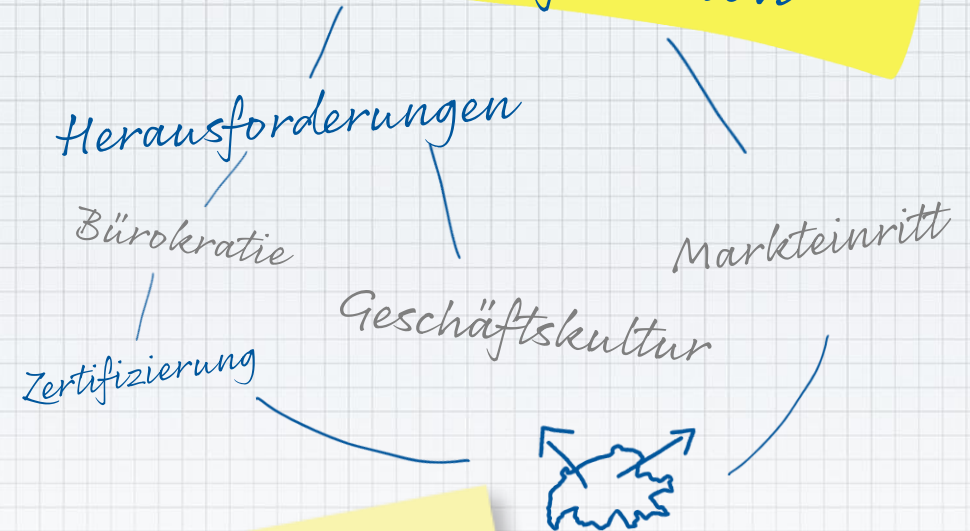 Herausforderungen
Bürokratie
Markteinritt
Geschäftskultur
Zertifizierung